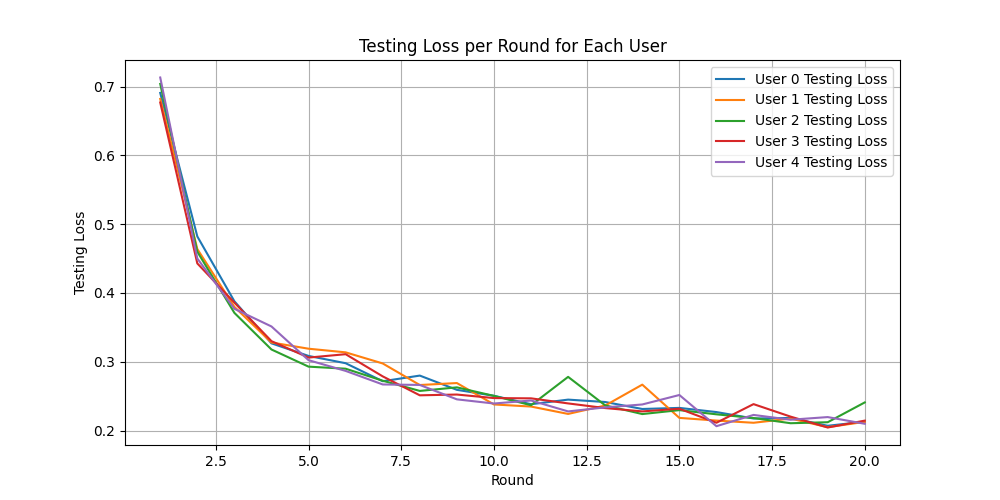 Testing Loss per Round for Each User
0.7
0.6
0.5
0.4
0.3
0.2
Testing Loss
User 0 Testing Loss
User 1 Testing Loss
User 2 Testing Loss
User 3 Testing Loss
User 4 Testing Loss
2.5 5.0 7.5 10.0 12.5 15.0 17.5 20.0
Round